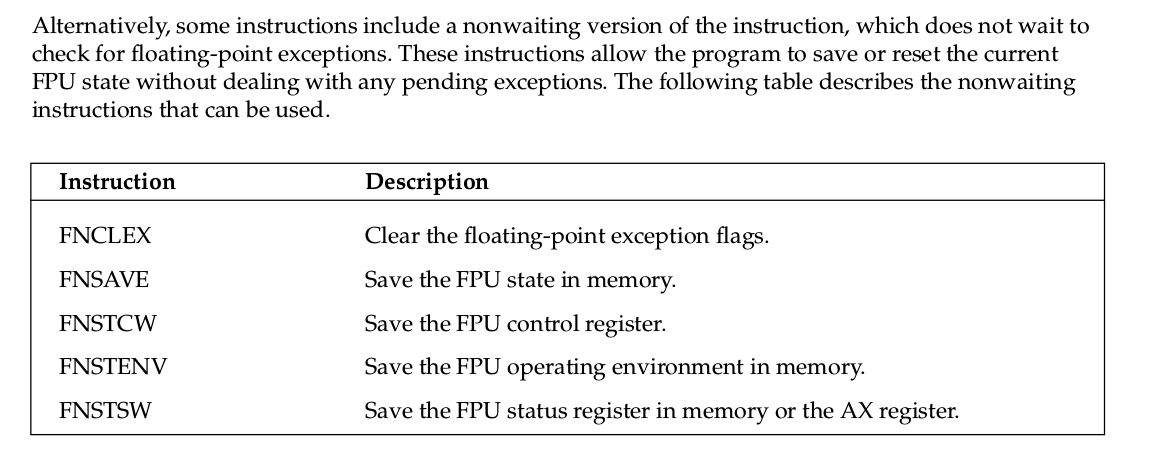 Alternatively, some instructions include a nonwaiting version of the instruction, which does not wait to
check for floating-point exceptions. These instructions allow the program to save or reset the current
FPU state without dealing with any pending exceptions. The following table describes the nonwaiting
instructions that can be used.
Instruction Description
FNCLEX Clear the floating-point exception flags.
FNSAVE Save the FPU state in memory.
FNSTCW Save the FPU control register.
FNSTENV Save the FPU operating environment in memory.
FNSTSW Save the FPU status register in memory or the AX register.